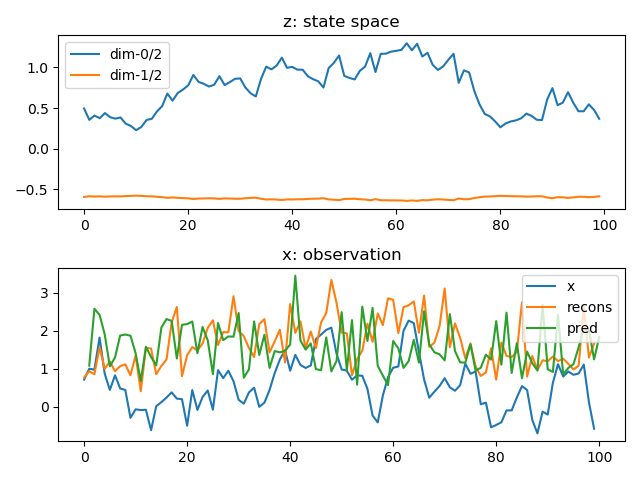 z: state space
dim-0/2
dim-1/2
1.0
0.5
0.0
−0.5
0 20 40 60 80 100
x: observation
x
recons
pred
3
2
1
0
0 20 40 60 80 100